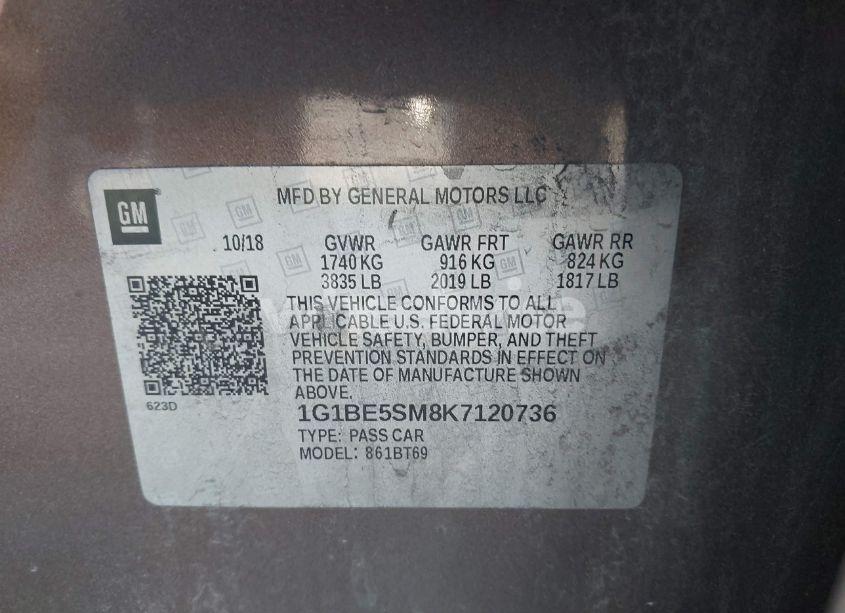 GM
MFD BY GENERAL MOTORS LLC
10/18 GVWR GAWR FRT GAWR RR
1740 KG 916 KG 824 KG
3835 LB 2019 LB 1817 LB
THIS VEHICLE CONFORMS TO ALL
APPLICABLE U.S. FEDERAL MOTOR
VEHICLE SAFETY, BUMPER, AND THEFT
PREVENTION STANDARDS IN EFFECT ON
THE DATE OF MANUFACTURE SHOWN
ABOVE.
623D
1G1BE5SM8K7120736
TYPE: PASS CAR
MODEL: 861BT69